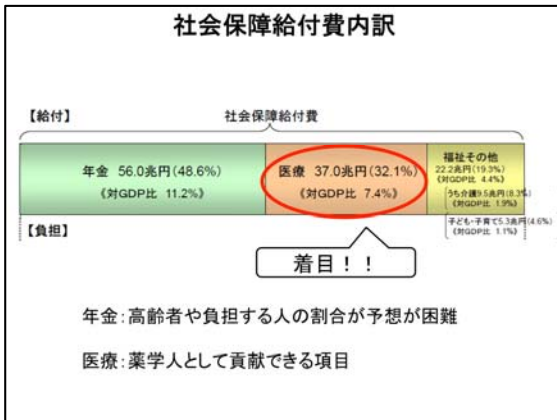 社会保障給付費内訳
【給付】
社会保障給付費
年金 56.0兆円(48.6%)
《対GDP比 11.2%》
医療 37.0兆円(32.1%)
《対GDP比 7.4%》
福祉その他
22.2兆円(19.3%)
《対GDP比 4.4%》
うち介護9.5兆円(8.3%)
《対GDP比 1.9%》
子ども・子育て5.3兆円(4.6%)
《対GDP比 1.1%》
【負担】
着目！！
年金：高齢者や負担する人の割合が予想が困難
医療：薬学人として貢献できる項目